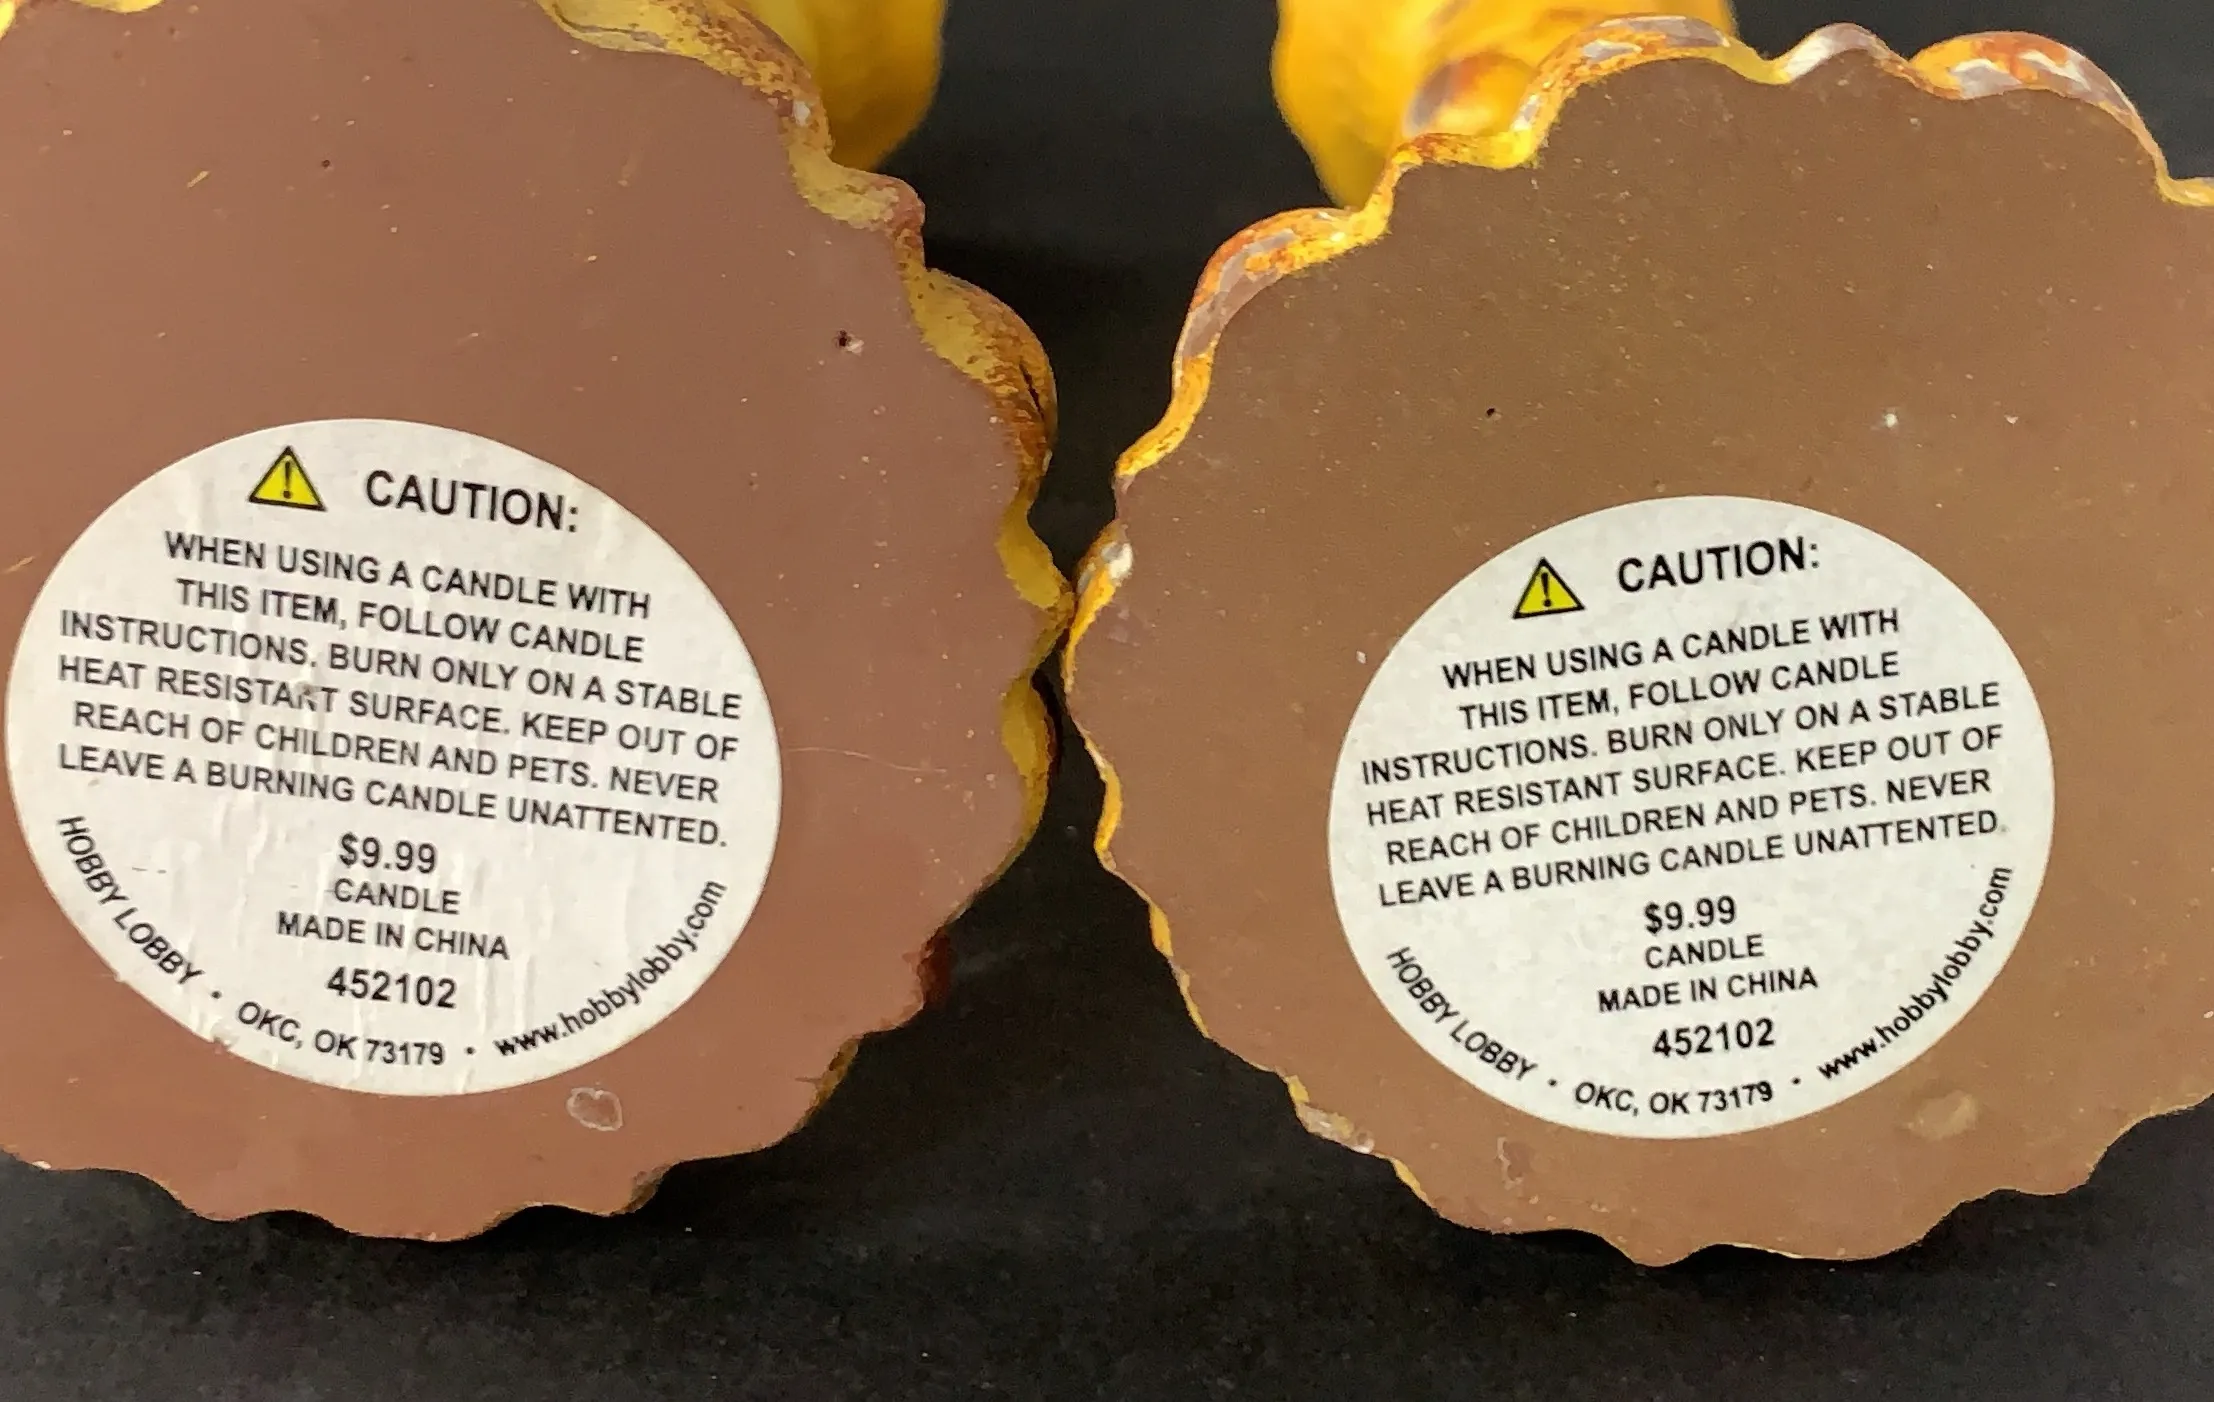 CAUTION:
WHEN USING A CANDLE WITH
THIS ITEM, FOLLOW CANDLE
INSTRUCTIONS. BURN ONLY ON A STABLE
HEAT RESISTANT SURFACE. KEEP OUT OF
REACH OF CHILDREN AND PETS. NEVER
LEAVE A BURNING CANDLE UNATTENTED.
$9.99
CANDLE
MADE IN CHINA
452102
HOBBY LOBBY • OKC, OK 73179 • www.hobbylobby.com
CAUTION:
WHEN USING A CANDLE WITH
THIS ITEM, FOLLOW CANDLE
INSTRUCTIONS. BURN ONLY ON A STABLE
HEAT RESISTANT SURFACE. KEEP OUT OF
REACH OF CHILDREN AND PETS. NEVER
LEAVE A BURNING CANDLE UNATTENTED.
$9.99
CANDLE
MADE IN CHINA
452102
HOBBY LOBBY • OKC, OK 73179 • www.hobbylobby.com